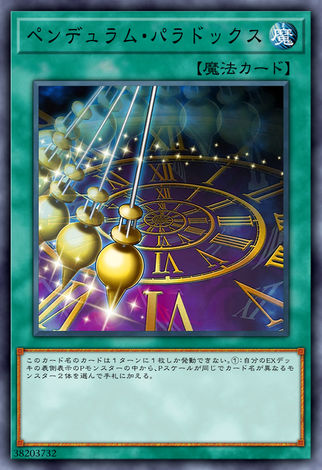 ペンデュラム・パラドックス 魔
【魔法カード】
このカード名のカードは1ターンに1枚しか発動できない。①:自分のEXデッ
キの表側表示のPモンスターの中から、Pスケールが同じでカード名が異なるモ
ンスター2体を選んで手札に加える。
38203732